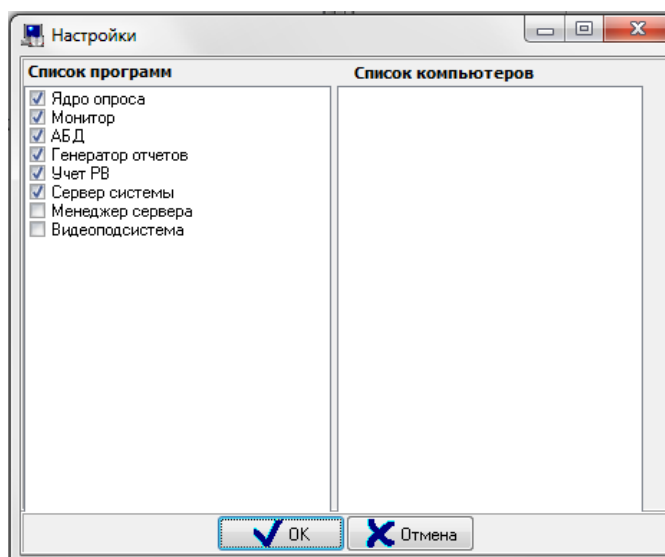 Настройки
Список программ
Список компьютеров
Ядро опроса
Монитор
АБД
Генератор отчетов
Учет РВ
Сервер системы
Менеджер сервера
Видеоподсистема
OK
Отмена